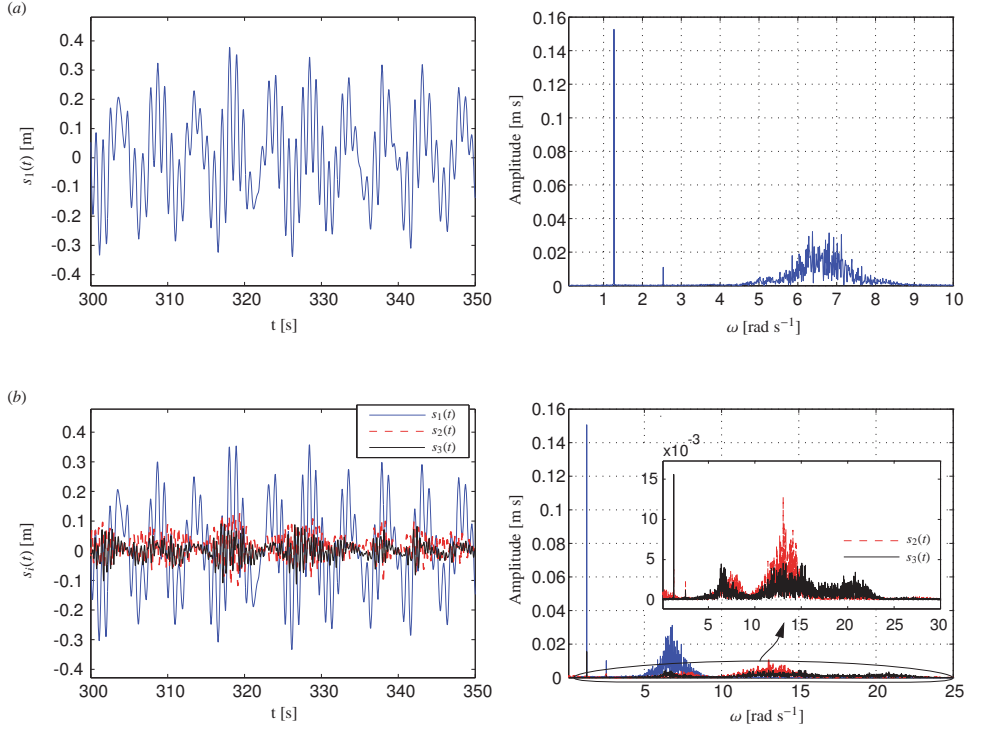 (a)
0.4
0.3
0.2
0.1
0
-0.1
-0.2
-0.3
-0.4
s1(t) [m]
300 310 320 330 340 350
t [s]
0.16
0.14
0.12
0.10
0.08
0.06
0.04
0.02
0
Amplitude [m s]
1 2 3 4 5 6 7 8 9 10
ω [rad s⁻¹]
(b)
0.4
0.3
0.2
0.1
0
-0.1
-0.2
-0.3
-0.4
si(t) [m]
s1(t)
s2(t)
s3(t)
300 310 320 330 340 350
t [s]
0.16
0.14
0.12
0.10
0.08
0.06
0.04
0.02
0
Amplitude [m s]
x10⁻³
15
10
5
0
s2(t)
s3(t)
5 10 15 20 25 30
5 10 15 20 25
ω [rad s⁻¹]